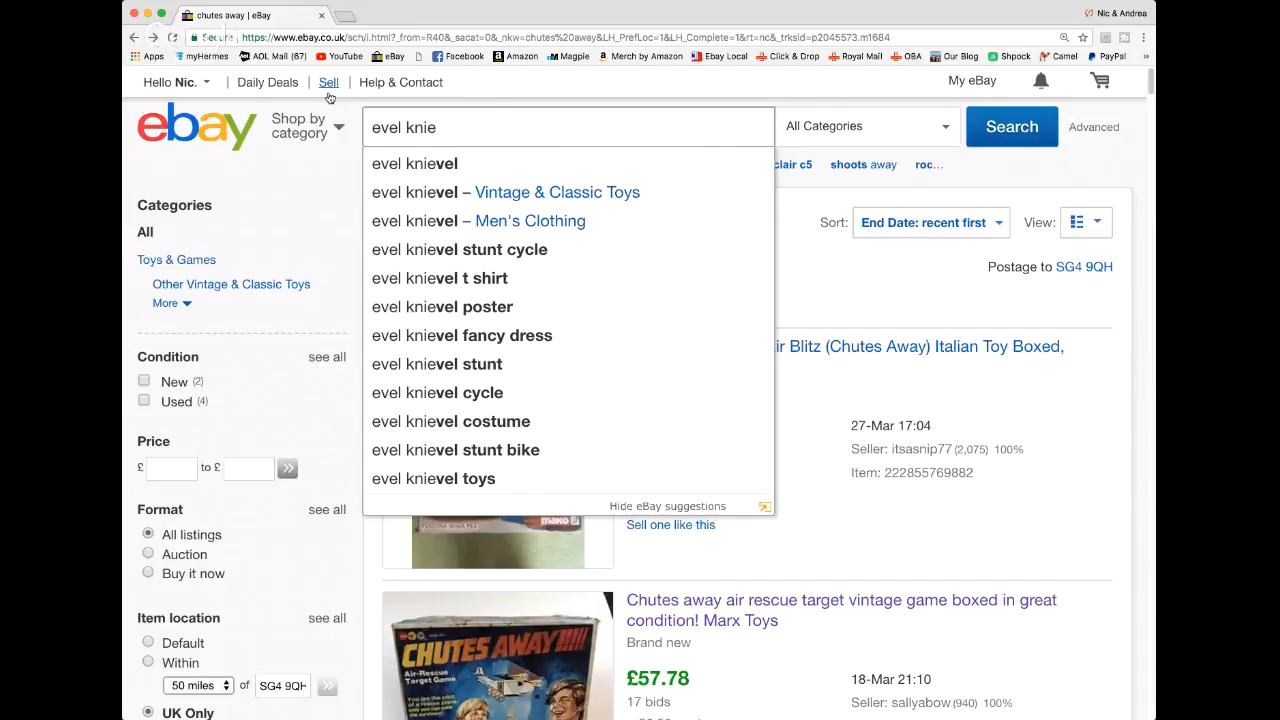 chutes away | eBay
Nic & Andrea
Secure https://www.ebay.co.uk/sch/i.html?_from=R40&_sacat=0&_nkw=chutes%20away&LH_PrefLoc=1&LH_Complete=1&rt=nc&_trksid=p2045573.m1684
Apps myHermes AOL Mail (67) YouTube eBay Facebook Amazon Magpie Merch by Amazon Ebay Local Click & Drop Royal Mail OBA Our Blog Shpock Camel PayPal »
Hello Nic. | Daily Deals | Sell | Help & Contact My eBay
ebay Shop by category
evel knie
All Categories
Search
Advanced
clair c5 shoots away roc…
evel knievel
evel knievel – Vintage & Classic Toys
evel knievel – Men's Clothing
evel knievel stunt cycle
evel knievel t shirt
evel knievel poster
evel knievel fancy dress
evel knievel stunt
evel knievel cycle
evel knievel costume
evel knievel stunt bike
evel knievel toys
Hide eBay suggestions
Categories
All
Toys & Games
Other Vintage & Classic Toys
More
Condition see all
New (2)
Used (4)
Price
£ to £
Format see all
All listings
Auction
Buy it now
Item location see all
Default
Within
50 miles of SG4 9QH
UK Only
Sort: End Date: recent first View:
Postage to SG4 9QH
ir Blitz (Chutes Away) Italian Toy Boxed,
27-Mar 17:04
Seller: itsasnip77 (2,075) 100%
Item: 222855769882
Sell one like this
mako
Chutes away air rescue target vintage game boxed in great
condition! Marx Toys
Brand new
£57.78
17 bids
18-Mar 21:10
Seller: sallyabow (940) 100%
CHUTES AWAY!!!!
Air-Rescue
Target Game